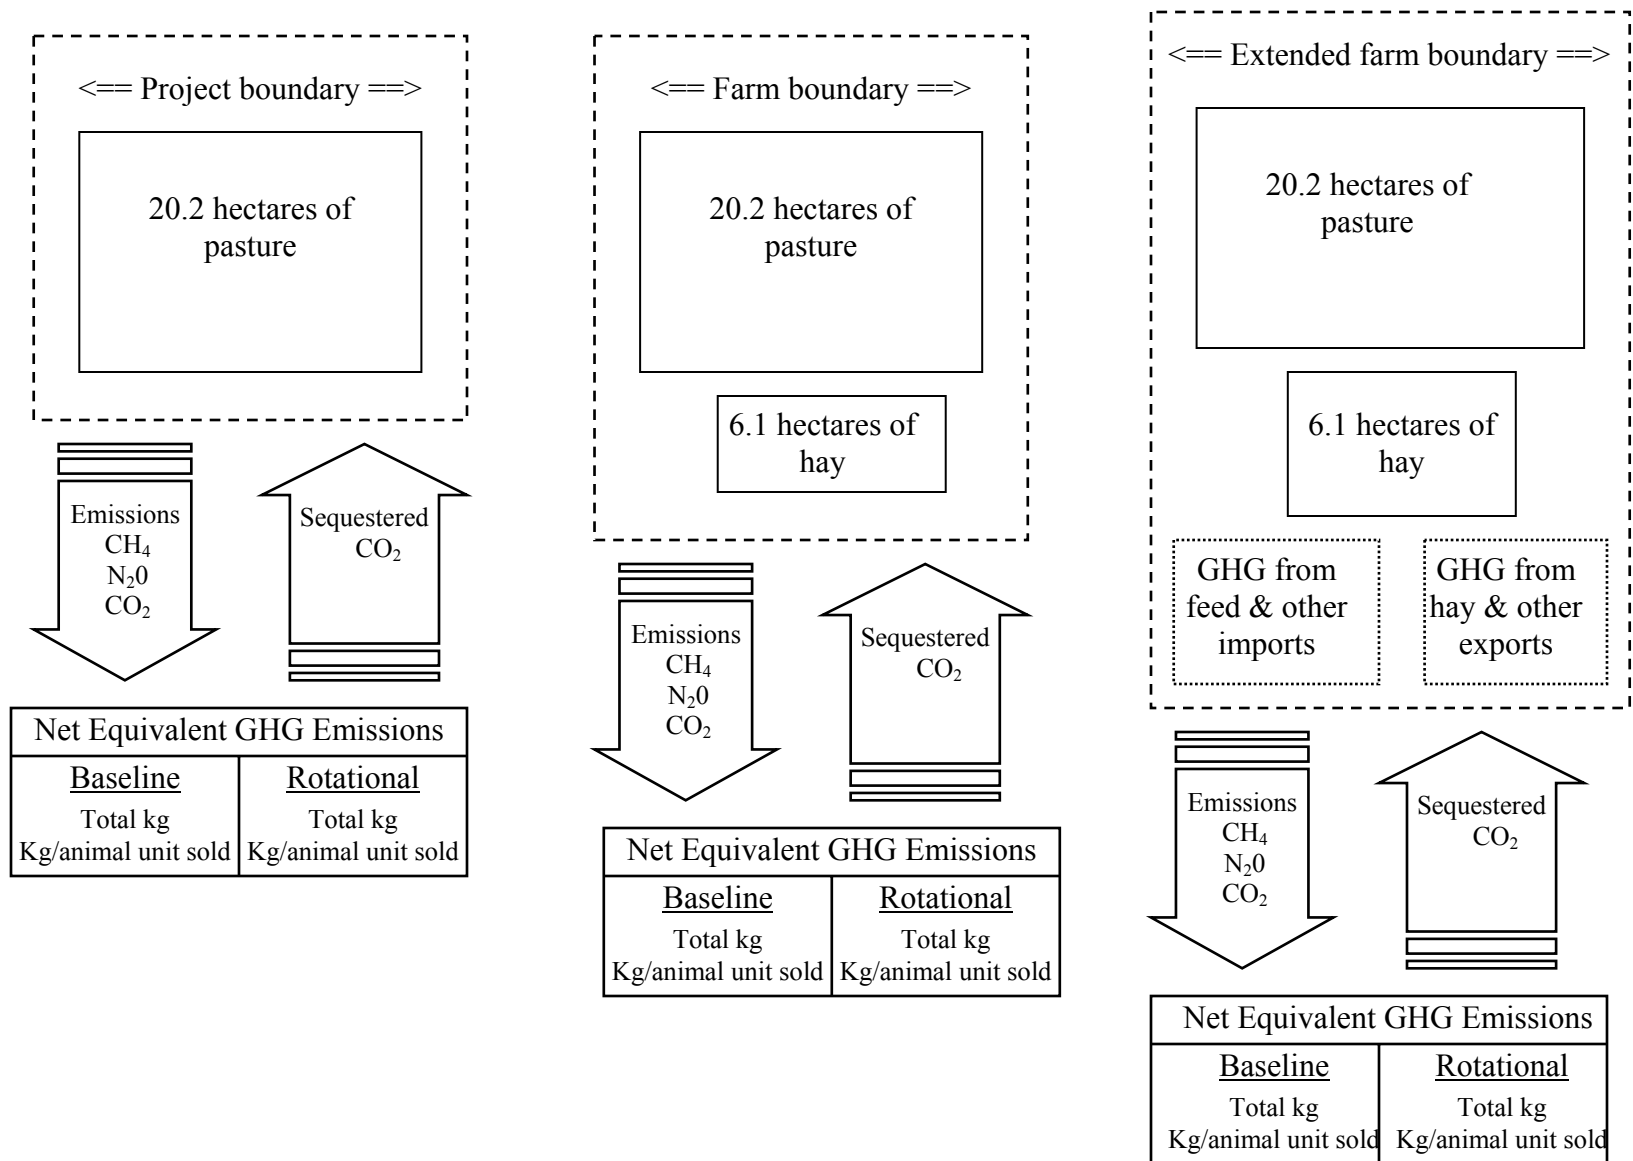 <== Project boundary ==>
20.2 hectares of
pasture
Emissions
CH₄
N₂0
CO₂
Sequestered
CO₂
Net Equivalent GHG Emissions
Baseline
Total kg
Kg/animal unit sold
Rotational
Total kg
Kg/animal unit sold
<== Farm boundary ==>
20.2 hectares of
pasture
6.1 hectares of
hay
Emissions
CH₄
N₂0
CO₂
Sequestered
CO₂
Net Equivalent GHG Emissions
Baseline
Total kg
Kg/animal unit sold
Rotational
Total kg
Kg/animal unit sold
<== Extended farm boundary ==>
20.2 hectares of
pasture
6.1 hectares of
hay
GHG from
feed & other
imports
GHG from
hay & other
exports
Emissions
CH₄
N₂0
CO₂
Sequestered
CO₂
Net Equivalent GHG Emissions
Baseline
Total kg
Kg/animal unit sold
Rotational
Total kg
Kg/animal unit sold